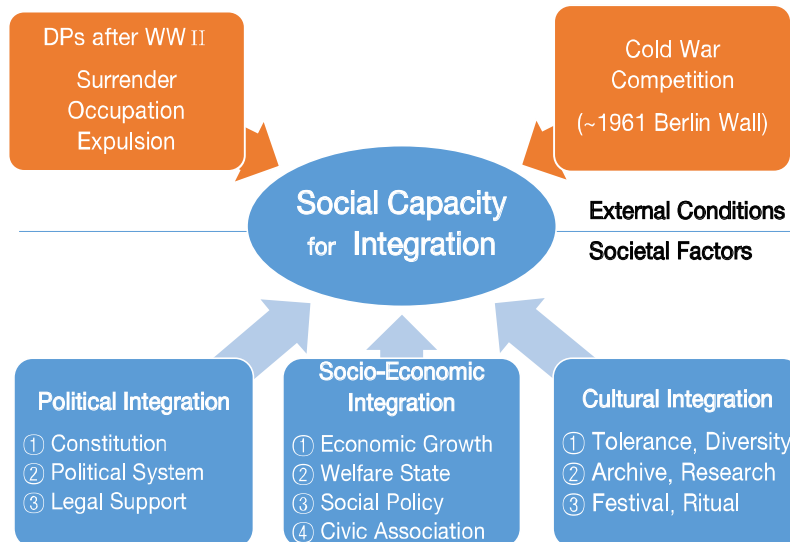 DPs after WW Ⅱ
Surrender
Occupation
Expulsion
Cold War
Competition
(~1961 Berlin Wall)
Social Capacity
for Integration
External Conditions
Societal Factors
Political Integration
① Constitution
② Political System
③ Legal Support
Socio-Economic
Integration
① Economic Growth
② Welfare State
③ Social Policy
④ Civic Association
Cultural Integration
① Tolerance, Diversity
② Archive, Research
③ Festival, Ritual